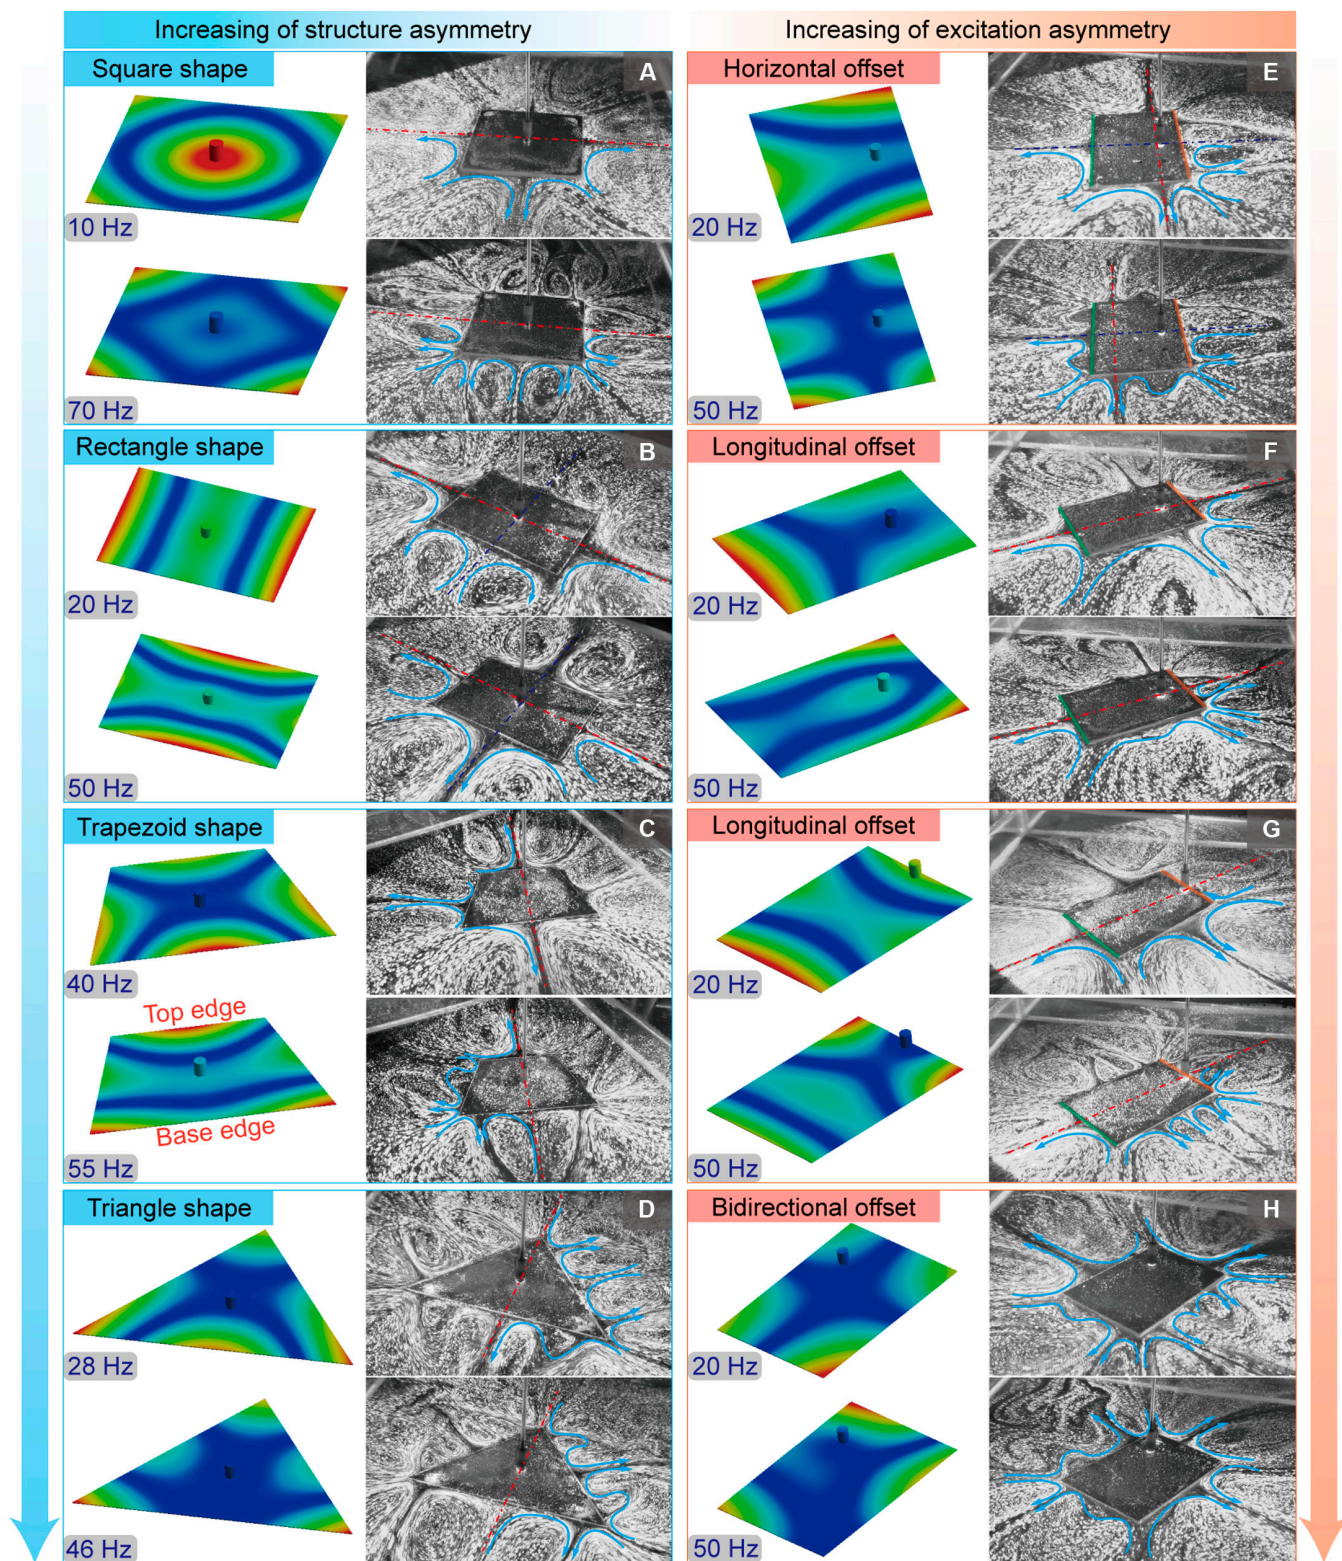 Increasing of structure asymmetry
Square shape
A
10 Hz
70 Hz
Rectangle shape
B
20 Hz
50 Hz
Trapezoid shape
C
40 Hz
Top edge
Base edge
55 Hz
Triangle shape
D
28 Hz
46 Hz
Increasing of excitation asymmetry
Horizontal offset
E
20 Hz
50 Hz
Longitudinal offset
F
20 Hz
50 Hz
Longitudinal offset
G
20 Hz
50 Hz
Bidirectional offset
H
20 Hz
50 Hz